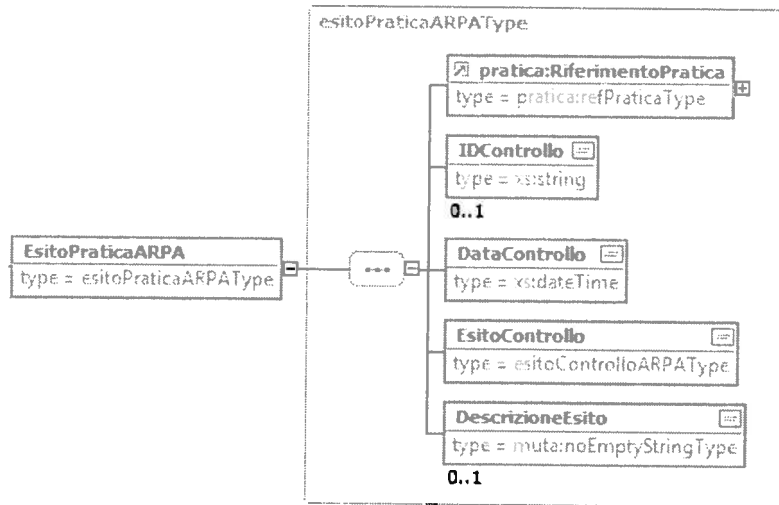 esitoPraticaARPAType
pratica:RiferimentoPratica
type = pratica:refPraticaType
IDControllo
type = xs:string
0..1
EsitoPraticaARPA
type = esitoPraticaARPAType
DataControllo
type = xs:dateTime
EsitoControllo
type = esitoControlloARPAType
DescrizioneEsito
type = muta:noEmptyStringType
0..1